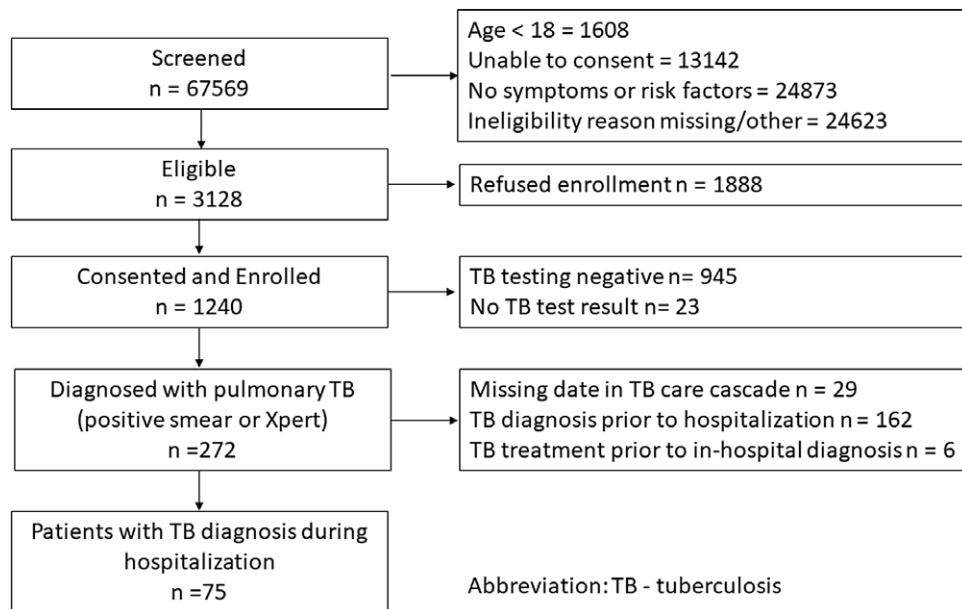 Screened
n = 67569
Age < 18 = 1608
Unable to consent = 13142
No symptoms or risk factors = 24873
Ineligibility reason missing/other = 24623
Eligible
n = 3128
Refused enrollment n = 1888
Consented and Enrolled
n = 1240
TB testing negative n= 945
No TB test result n= 23
Diagnosed with pulmonary TB
(positive smear or Xpert)
n =272
Missing date in TB care cascade n = 29
TB diagnosis prior to hospitalization n = 162
TB treatment prior to in-hospital diagnosis n = 6
Patients with TB diagnosis during
hospitalization
n =75
Abbreviation: TB - tuberculosis